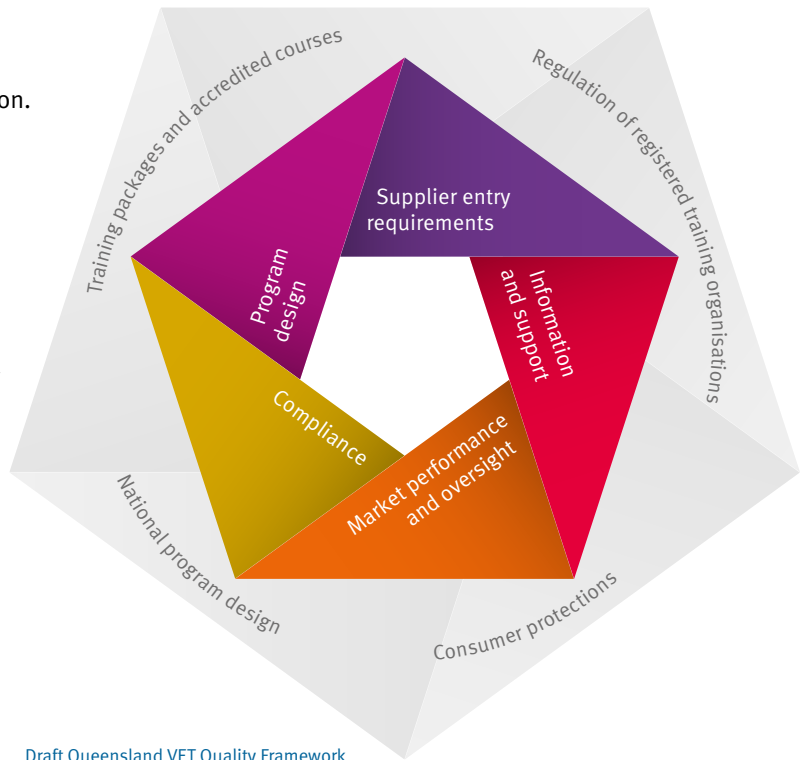 on.
Training packages and accredited courses
Regulation of registered training organisations
Supplier entry
requirements
Program
design
Information
and support
Compliance
Market performance
and oversight
National program design
Consumer protections
Draft Queensland VET Quality Framework